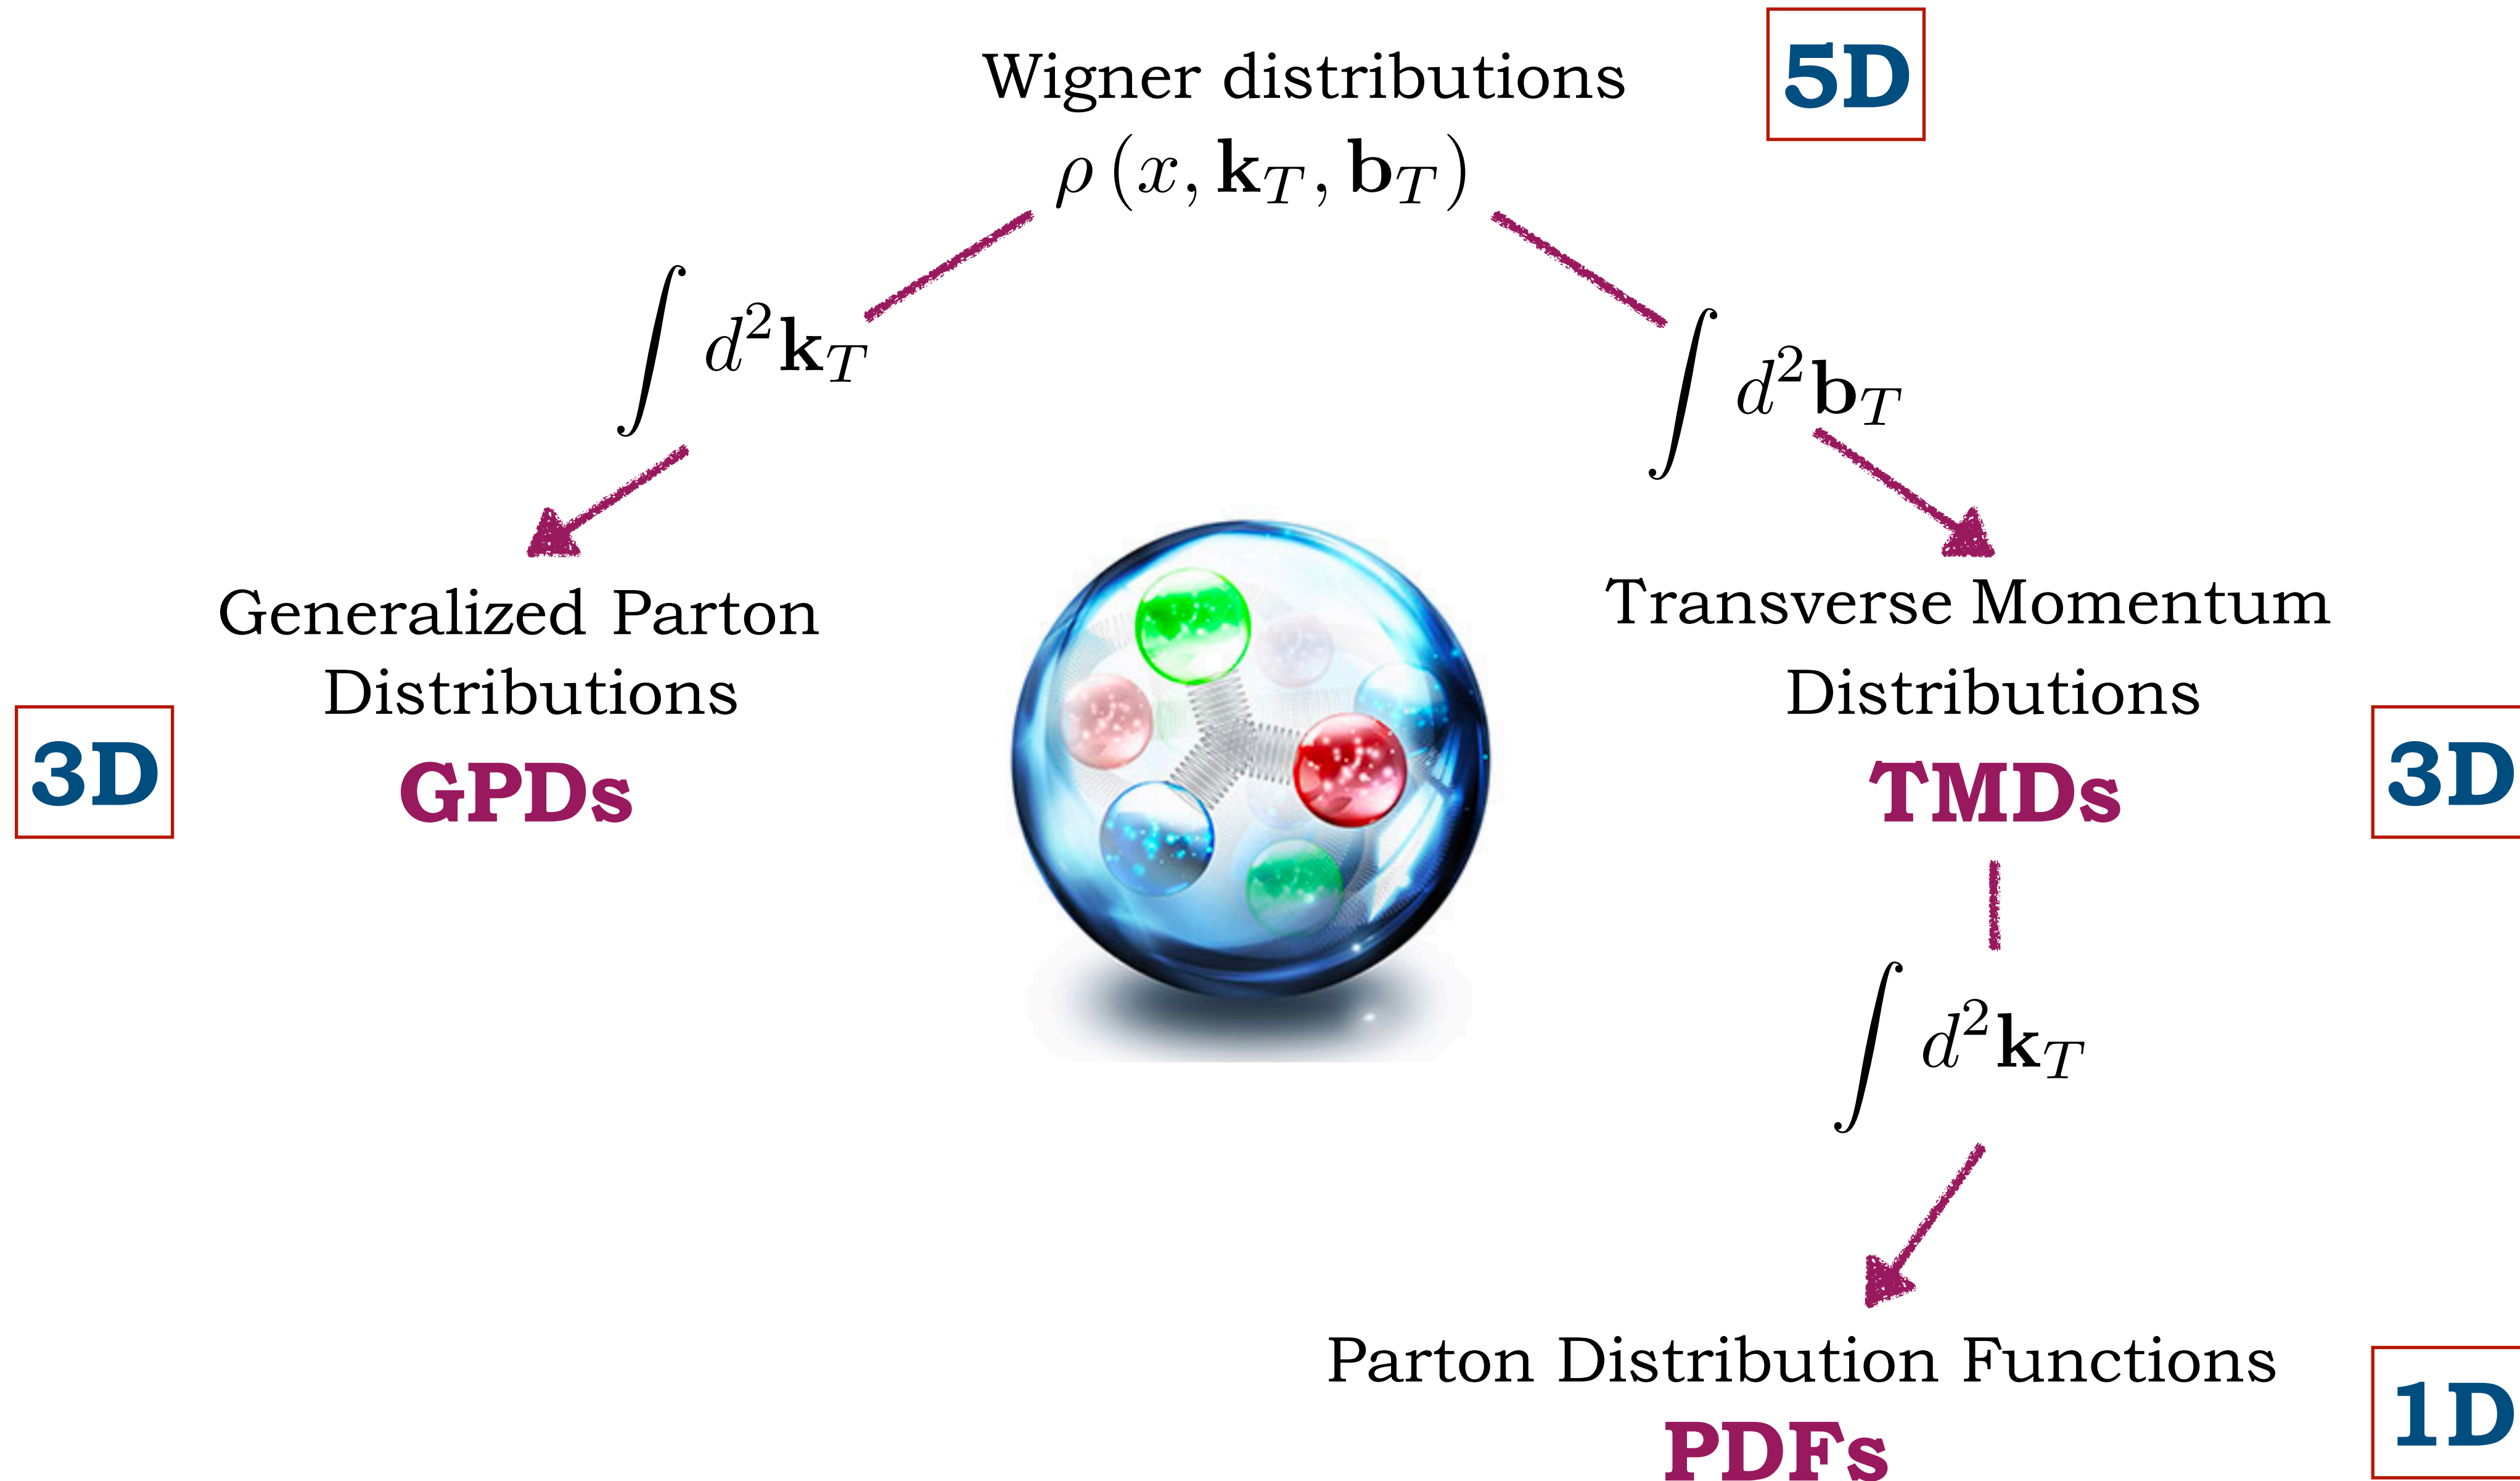 Wigner distributions
5D
ρ (x, k_T, b_T)
∫ d²k_T
∫ d²b_T
Generalized Parton
Distributions
GPDs
3D
Transverse Momentum
Distributions
TMDs
3D
∫ d²k_T
Parton Distribution Functions
PDFs
1D